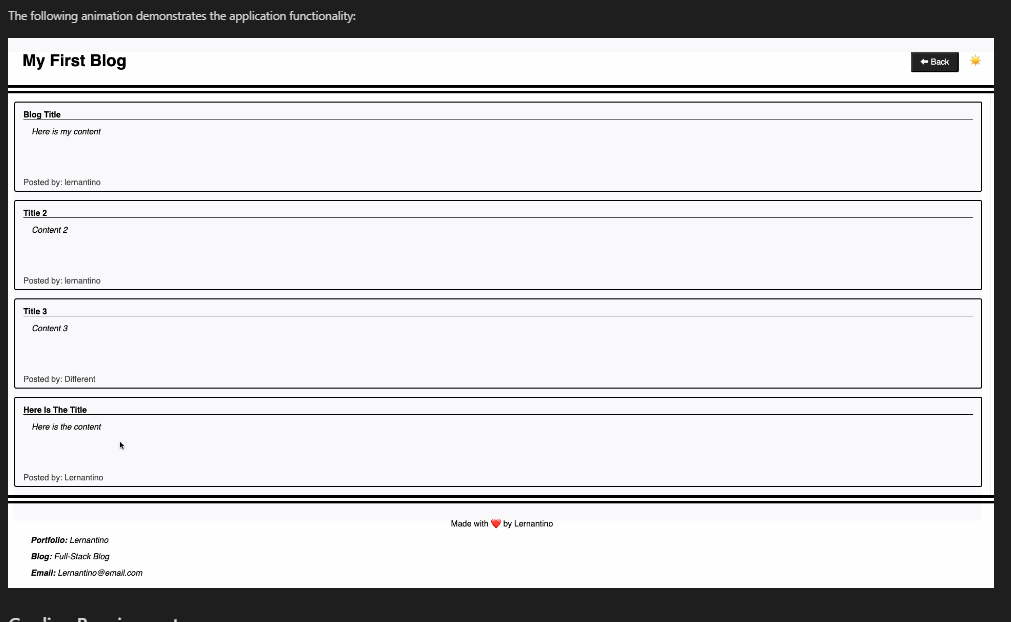 The following animation demonstrates the application functionality:
My First Blog
Back
Blog Title
Here is my content
Posted by: lernantino
Title 2
Content 2
Posted by: lernantino
Title 3
Content 3
Posted by: Different
Here Is The Title
Here is the content
Posted by: Lernantino
Made with ❤️ by Lernantino
Portfolio: Lernantino
Blog: Full-Stack Blog
Email: Lernantino@email.com